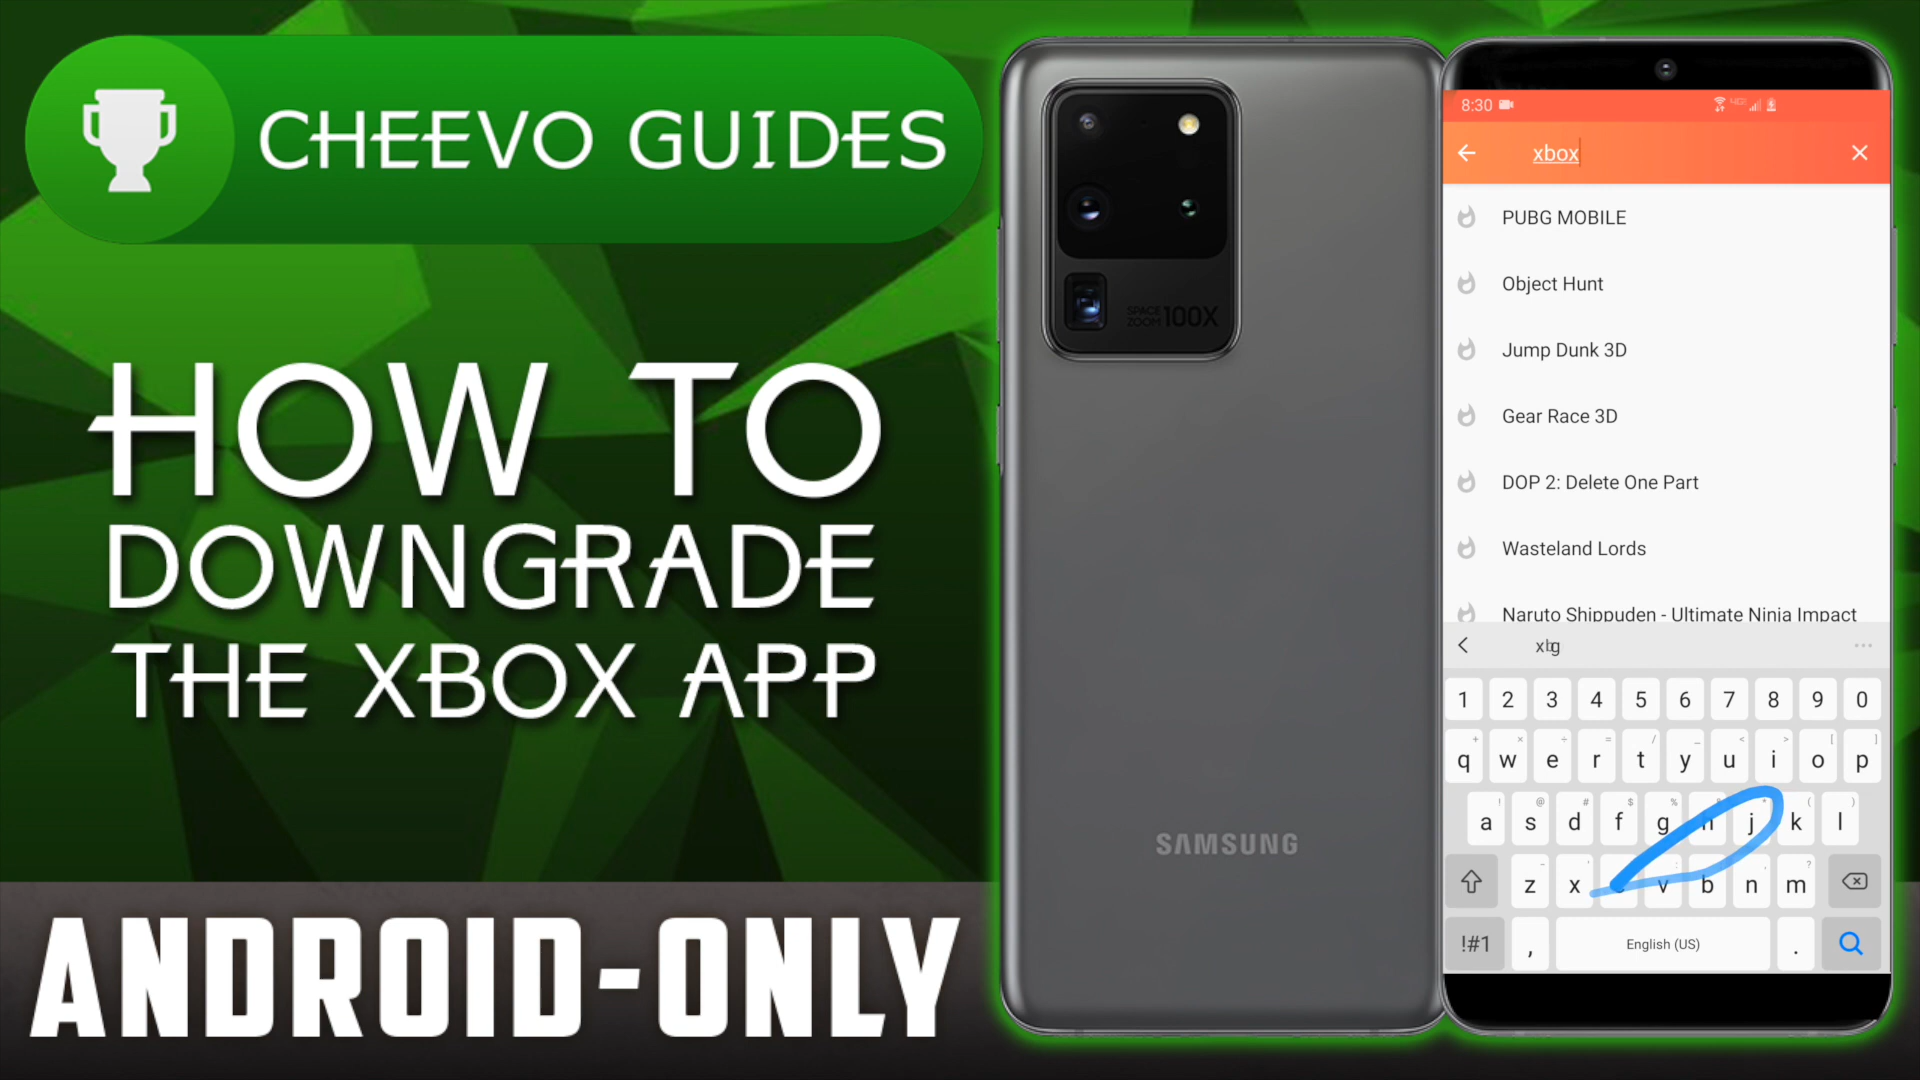 CHEEVO GUIDES
HOW TO
DOWNGRADE
THE XBOX APP
ANDROID-ONLY
SPACE
ZOOM 100X
SAMSUNG
8:30
xbox
PUBG MOBILE
Object Hunt
Jump Dunk 3D
Gear Race 3D
DOP 2: Delete One Part
Wasteland Lords
Naruto Shippuden - Ultimate Ninja Impact
1 2 3 4 5 6 7 8 9 0
q w e r t y u i o p
a s d f g h j k l
z x v b n m
!#1 , English (US) .